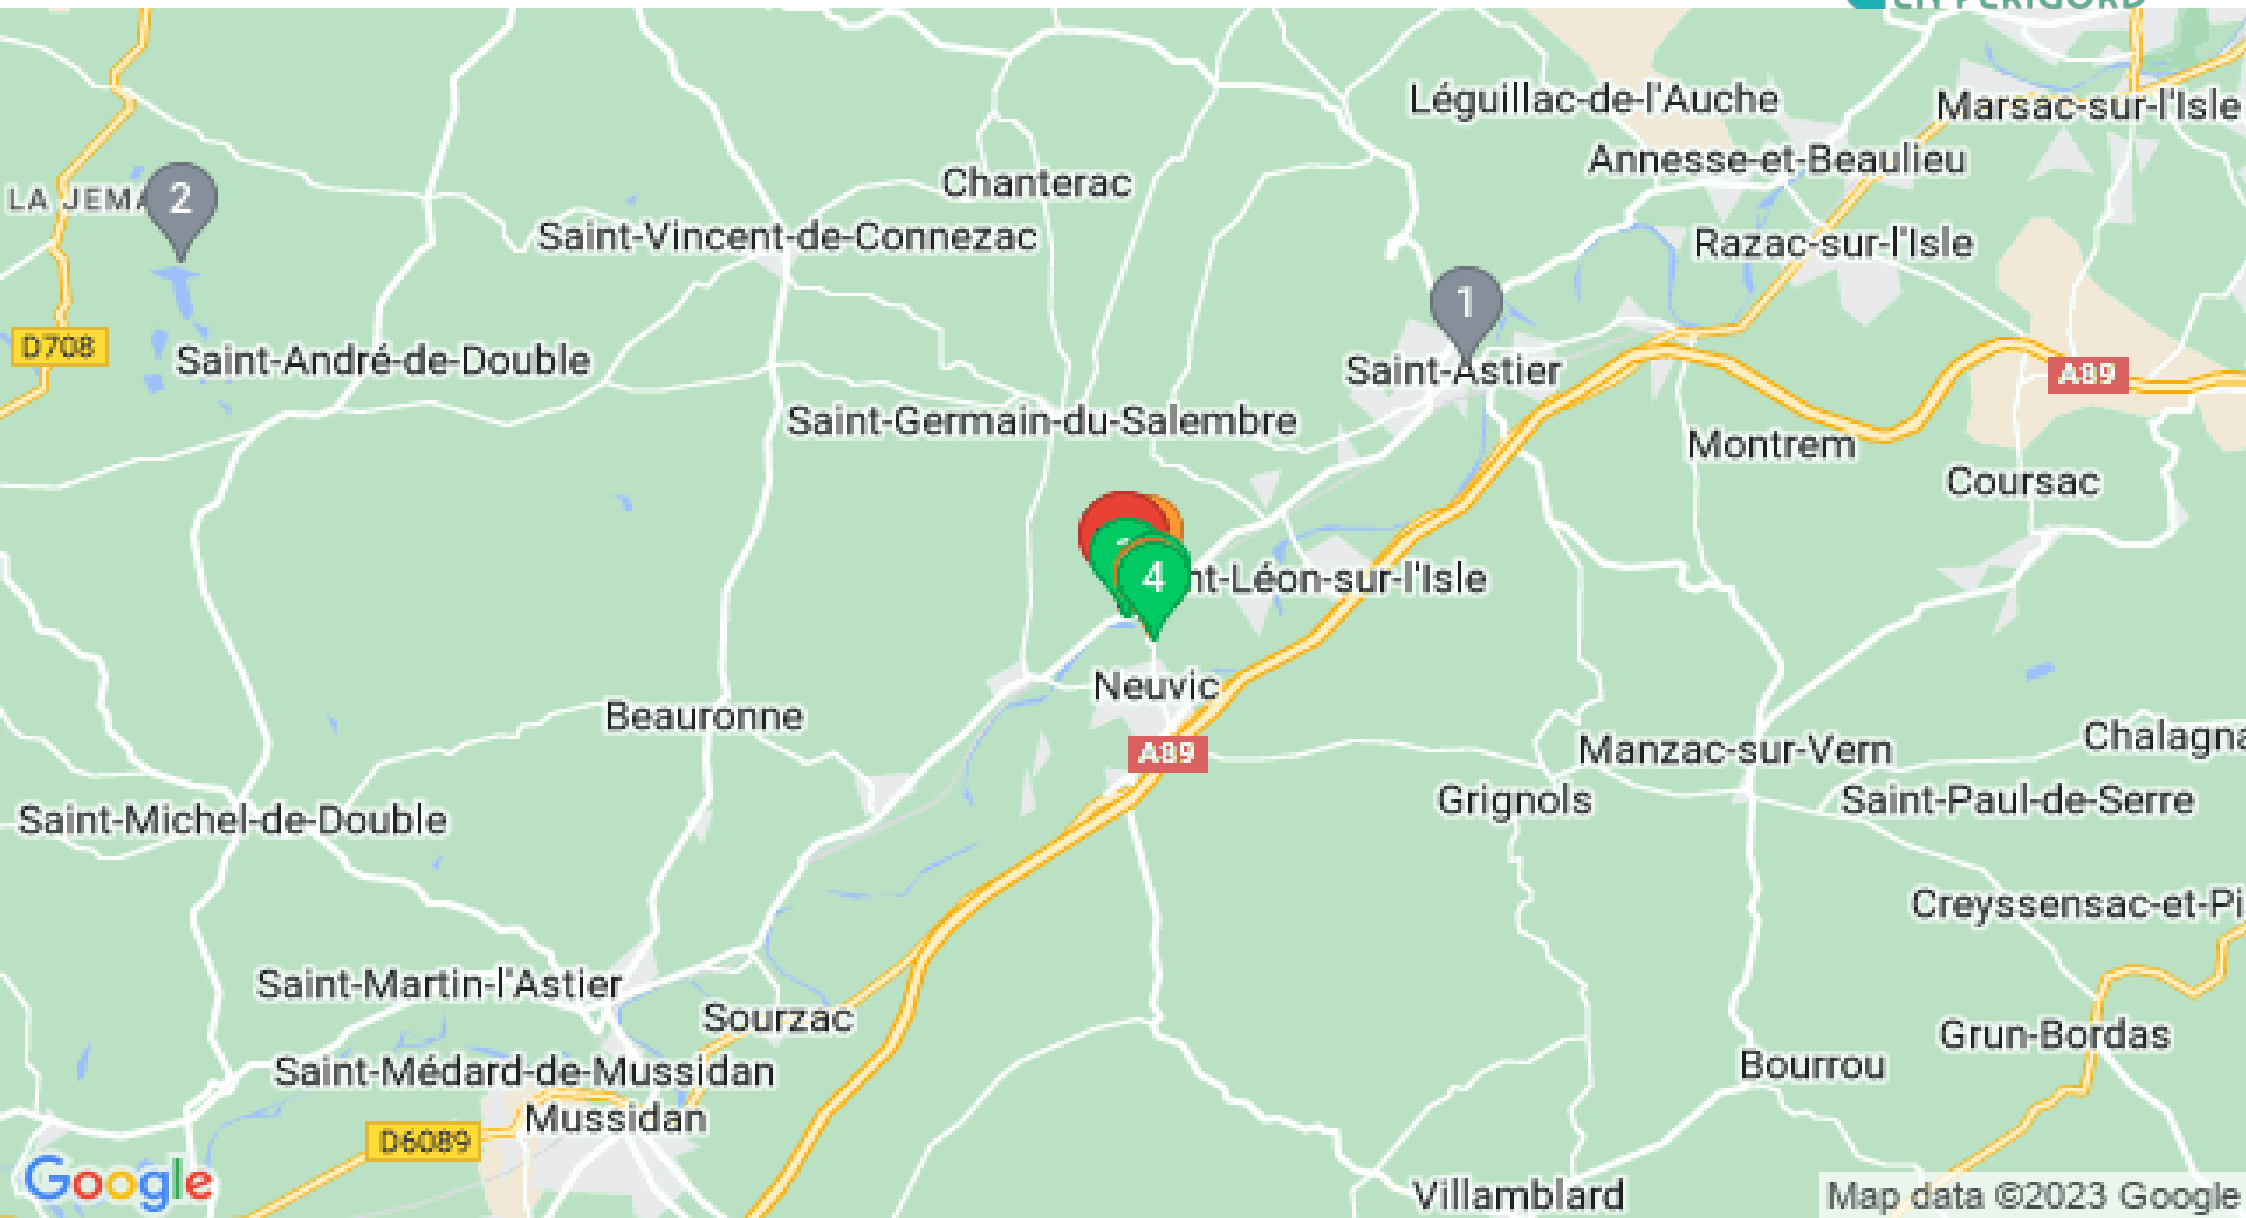 EN PÉRIGORD
Léguillac-de-l'Auche
Marsac-sur-l'Isle
Annesse-et-Beaulieu
Chanterac
LA JEMA
2
Saint-Vincent-de-Connezac
Razac-sur-l'Isle
1
D708
Saint-André-de-Double
Saint-Astier
A89
Saint-Germain-du-Salembre
Montrem
Coursac
4
nt-Léon-sur-l'Isle
Neuvic
Beauronne
A89
Manzac-sur-Vern
Chalagna
Grignols
Saint-Paul-de-Serre
Saint-Michel-de-Double
Creyssensac-et-Pi
Saint-Martin-l'Astier
Sourzac
Grun-Bordas
Saint-Médard-de-Mussidan
Bourrou
Mussidan
D6089
Google
Villamblard
Map data ©2023 Google